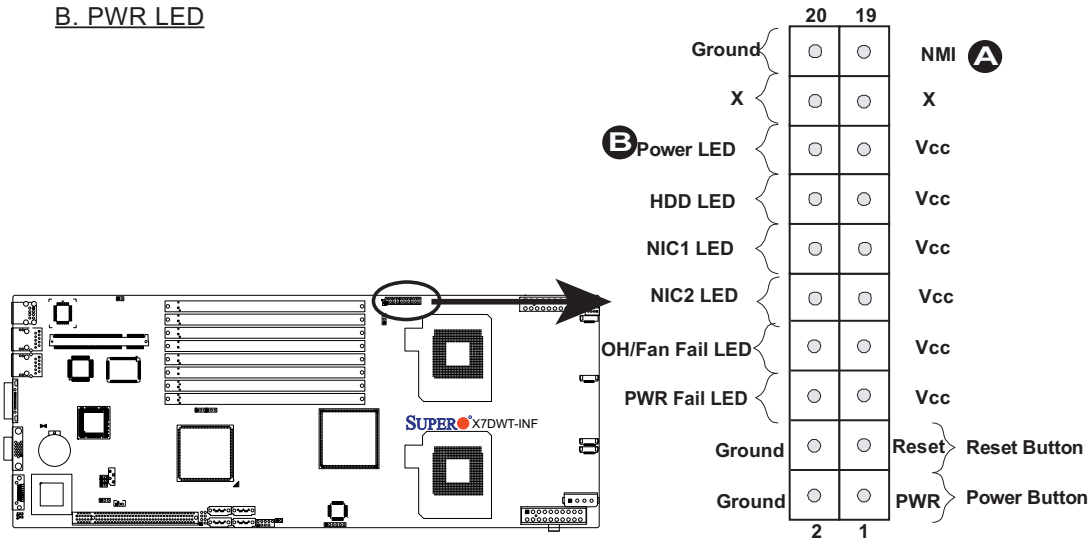 B. PWR LED
20 19
Ground NMI A
X X
B Power LED Vcc
HDD LED Vcc
NIC1 LED Vcc
NIC2 LED Vcc
OH/Fan Fail LED Vcc
PWR Fail LED Vcc
Ground Reset Reset Button
Ground PWR Power Button
2 1
SUPER X7DWT-INF